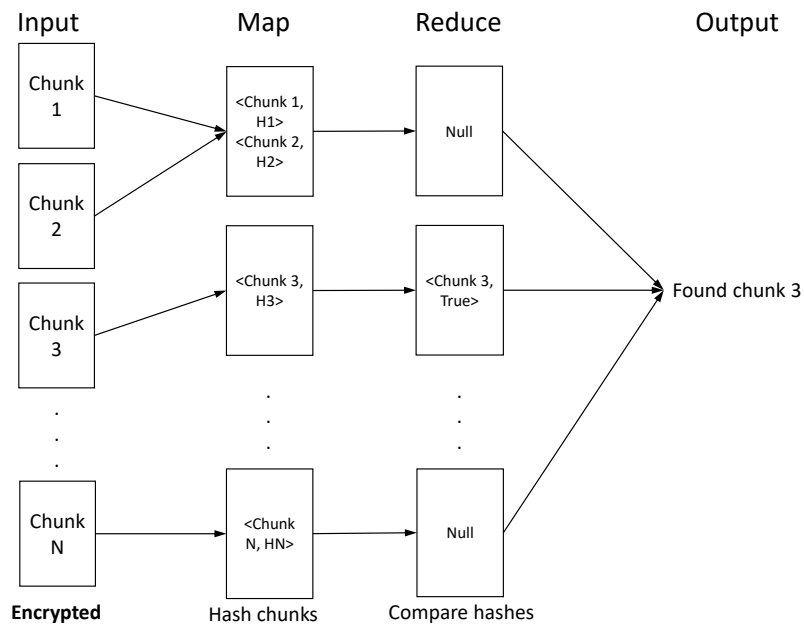 Input
Map
Reduce
Output
Chunk
1
Chunk
2
Chunk
3
.
.
.
Chunk
N
Encrypted
<Chunk 1,
H1>
<Chunk 2,
H2>
<Chunk 3,
H3>
.
.
.
<Chunk
N, HN>
Hash chunks
Null
<Chunk 3,
True>
.
.
.
Null
Compare hashes
Found chunk 3